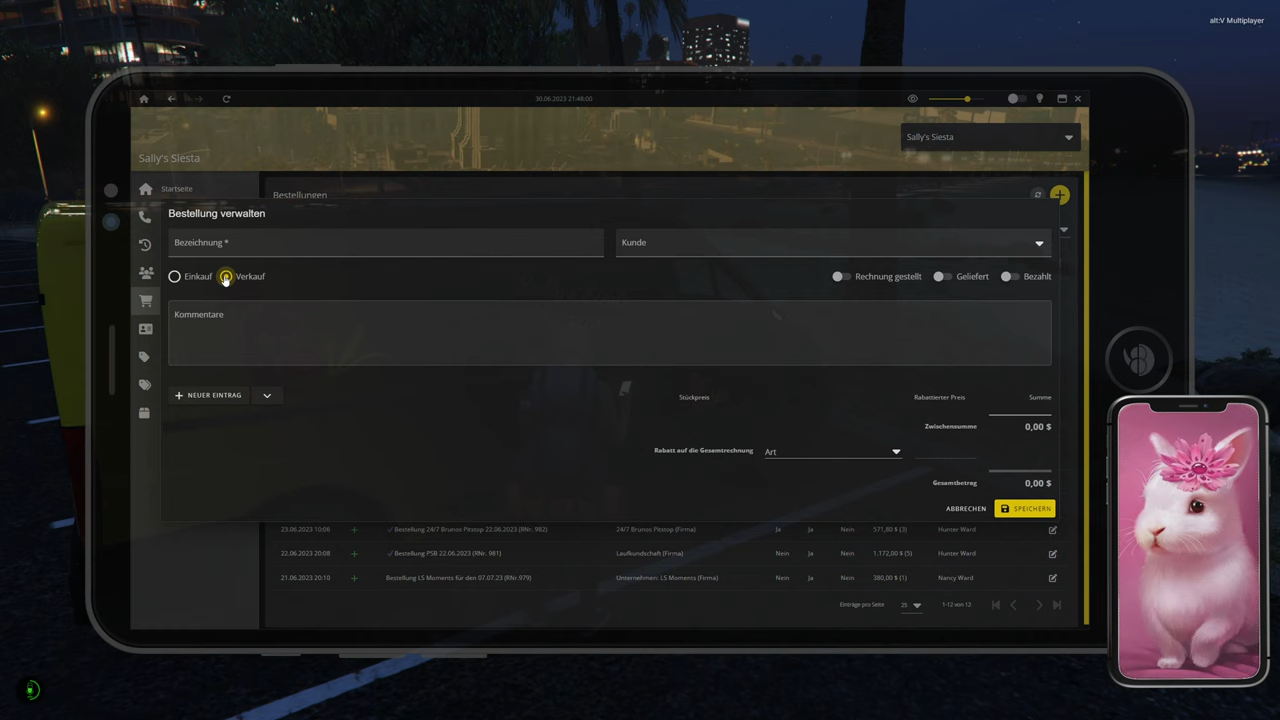 alt:V Multiplayer
30.06.2023 21:48:00
Sally's Siesta
Sally's Siesta
Startseite
Bestellungen
Bestellung verwalten
Bezeichnung *
Kunde
Einkauf
Verkauf
Rechnung gestellt
Geliefert
Bezahlt
Kommentare
NEUER EINTRAG
Stückpreis
Rabattierter Preis
Summe
Zwischensumme
0,00 $
Rabatt auf die Gesamtrechnung
Art
Gesamtbetrag
0,00 $
ABBRECHEN
SPEICHERN
23.06.2023 10:06 + Bestellung 24/7 Brunos Pitstop 22.06.2023 (RNr. 982) 24/7 Brunos Pitstop (Firma) Ja Ja Nein 571,80 $ (3) Hunter Ward
22.06.2023 20:08 + Bestellung PSB 22.06.2023 (RNr. 981) Laufkundschaft (Firma) Nein Ja Nein 1.172,00 $ (5) Hunter Ward
21.06.2023 20:10 + Bestellung LS Moments für den 07.07.23 (RNr.979) Unternehmen: LS Moments (Firma) Nein Ja Nein 380,00 $ (1) Nancy Ward
Einträge pro Seite 25 1-12 von 12